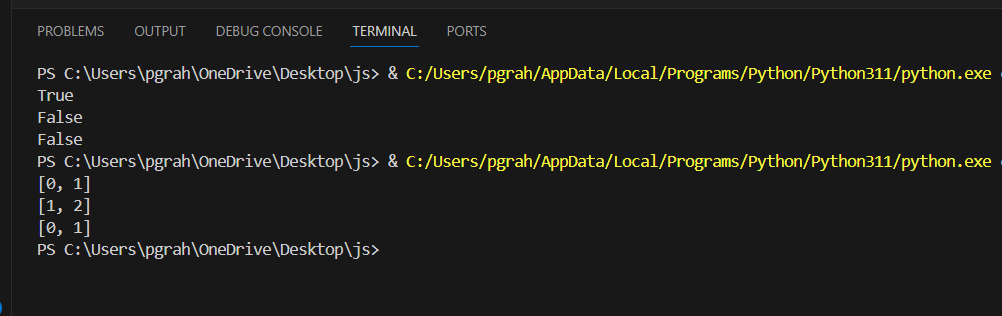 PROBLEMS OUTPUT DEBUG CONSOLE TERMINAL PORTS
PS C:\Users\pgrah\OneDrive\Desktop\js> & C:/Users/pgrah/AppData/Local/Programs/Python/Python311/python.exe
True
False
False
PS C:\Users\pgrah\OneDrive\Desktop\js> & C:/Users/pgrah/AppData/Local/Programs/Python/Python311/python.exe
[0, 1]
[1, 2]
[0, 1]
PS C:\Users\pgrah\OneDrive\Desktop\js>